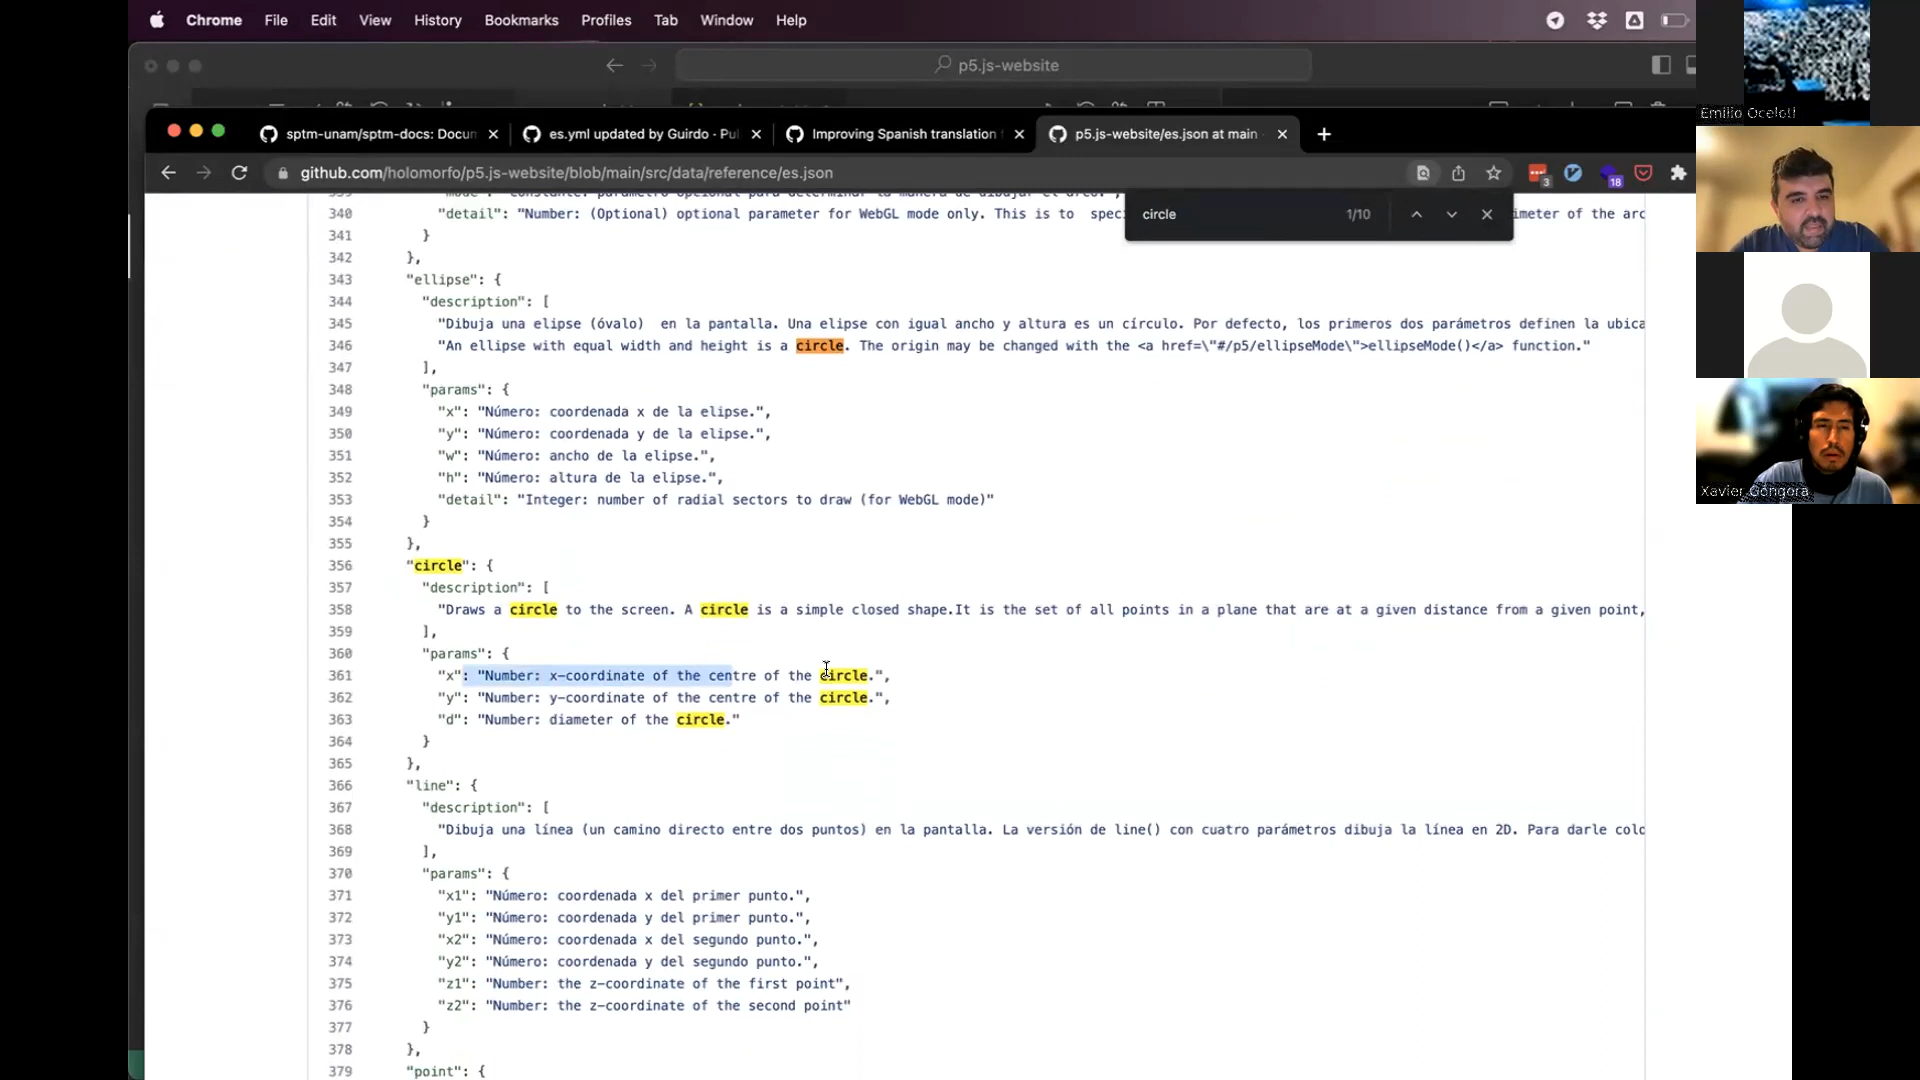 Chrome File Edit View History Bookmarks Profiles Tab Window Help
p5.js-website
sptm-unam/sptm-docs: Docum
es.yml updated by Guirdo · Pul
Improving Spanish translation f
p5.js-website/es.json at main ·
github.com/holomorfo/p5.js-website/blob/main/src/data/reference/es.json
3
18
circle 1/10
340 "detail": "Number: (Optional) optional parameter for WebGL mode only. This is to speci imeter of the arc
341 }
342 },
343 "ellipse": {
344 "description": [
345 "Dibuja una elipse (óvalo) en la pantalla. Una elipse con igual ancho y altura es un círculo. Por defecto, los primeros dos parámetros definen la ubica
346 "An ellipse with equal width and height is a circle. The origin may be changed with the <a href=\"#/p5/ellipseMode\">ellipseMode()</a> function."
347 ],
348 "params": {
349 "x": "Número: coordenada x de la elipse.",
350 "y": "Número: coordenada y de la elipse.",
351 "w": "Número: ancho de la elipse.",
352 "h": "Número: altura de la elipse.",
353 "detail": "Integer: number of radial sectors to draw (for WebGL mode)"
354 }
355 },
356 "circle": {
357 "description": [
358 "Draws a circle to the screen. A circle is a simple closed shape.It is the set of all points in a plane that are at a given distance from a given point,
359 ],
360 "params": {
361 "x": "Number: x-coordinate of the centre of the circle.",
362 "y": "Number: y-coordinate of the centre of the circle.",
363 "d": "Number: diameter of the circle."
364 }
365 },
366 "line": {
367 "description": [
368 "Dibuja una línea (un camino directo entre dos puntos) en la pantalla. La versión de line() con cuatro parámetros dibuja la línea en 2D. Para darle colo
369 ],
370 "params": {
371 "x1": "Número: coordenada x del primer punto.",
372 "y1": "Número: coordenada y del primer punto.",
373 "x2": "Número: coordenada x del segundo punto.",
374 "y2": "Número: coordenada y del segundo punto.",
375 "z1": "Number: the z-coordinate of the first point",
376 "z2": "Number: the z-coordinate of the second point"
377 }
378 },
379 "point": {
Emilio Ocelotl
Xavier Góngora